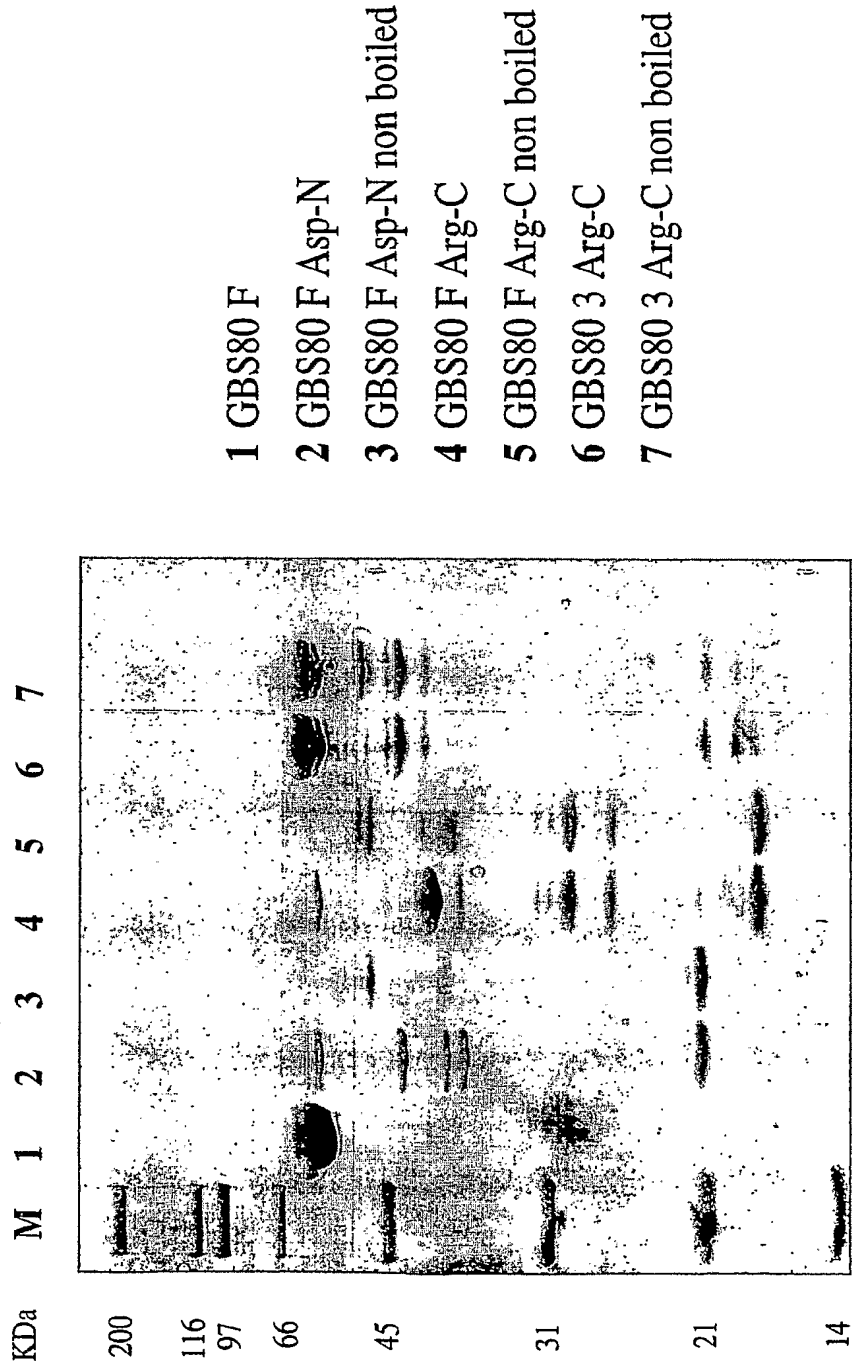 KDa M 1 2 3 4 5 6 7
200
116
97
66
45
31
21
14
1 GBS80 F
2 GBS80 F Asp-N
3 GBS80 F Asp-N non boiled
4 GBS80 F Arg-C
5 GBS80 F Arg-C non boiled
6 GBS80 3 Arg-C
7 GBS80 3 Arg-C non boiled